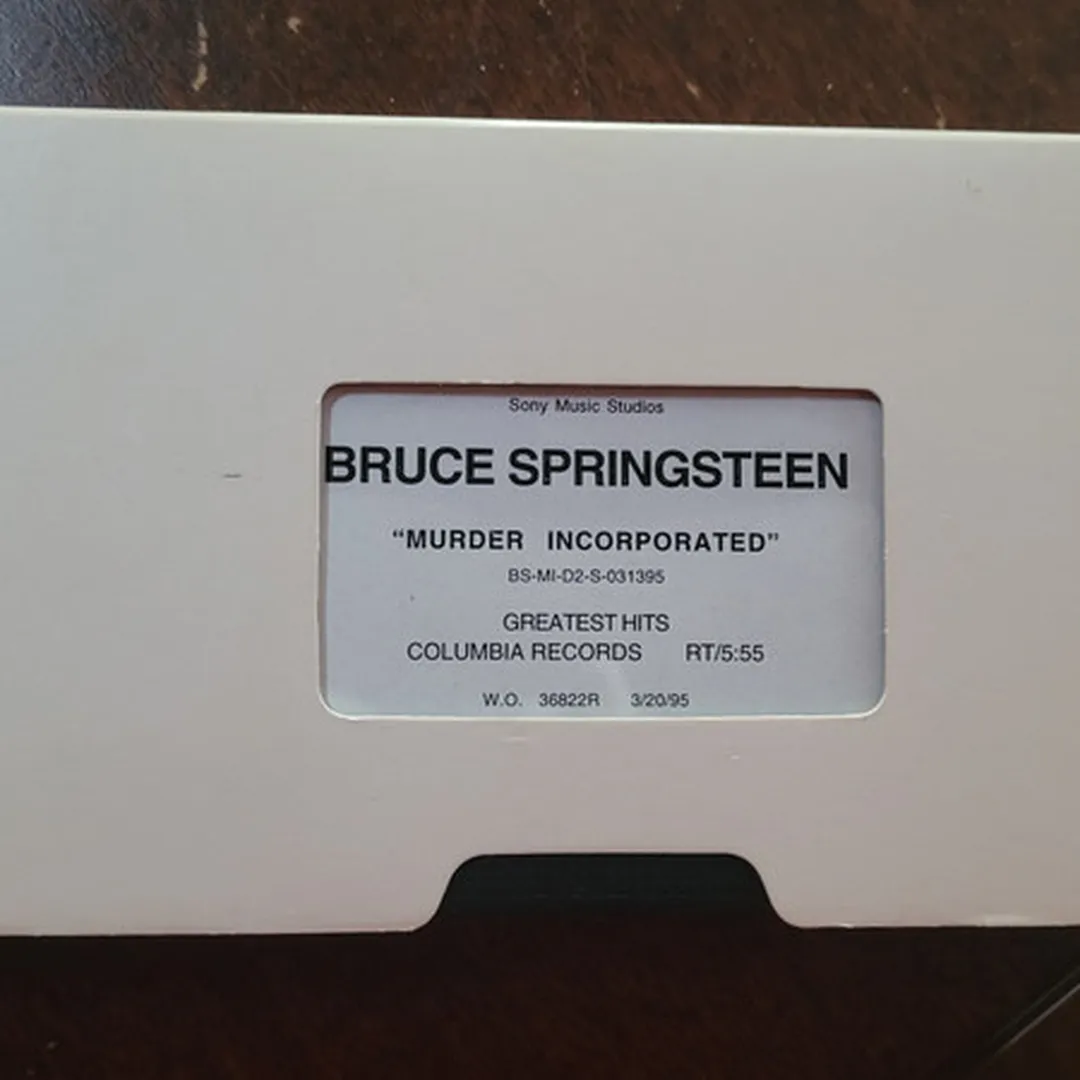 Sony Music Studios
BRUCE SPRINGSTEEN
“MURDER INCORPORATED”
BS-MI-D2-S-031395
GREATEST HITS
COLUMBIA RECORDS RT/5:55
W.O. 36822R 3/20/95